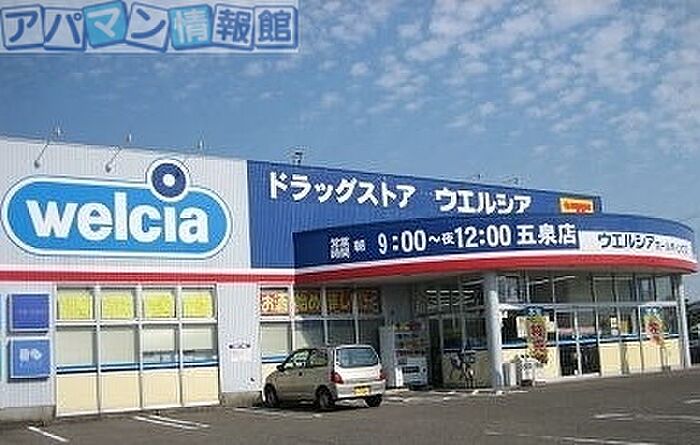 アパマン情報館
welcia
ドラッグストア ウエルシア
営業時間 朝 9:00～夜12:00 五泉店
ウエルシア